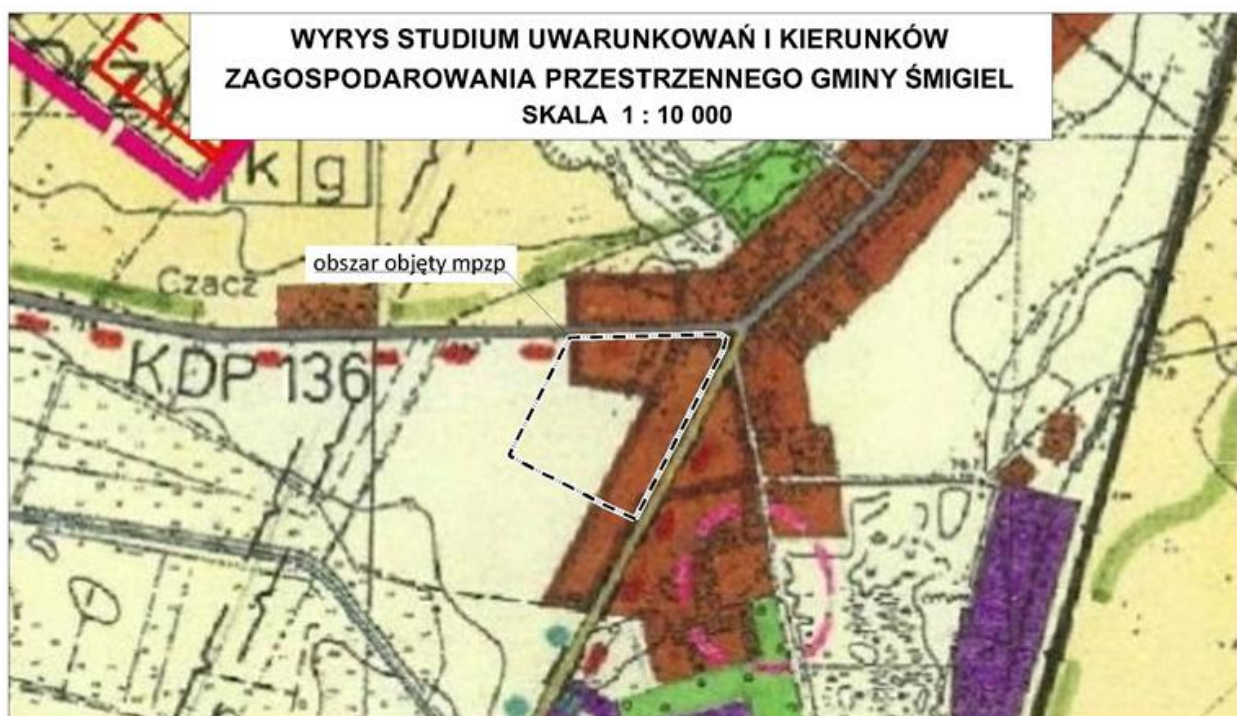 WYRYS STUDIUM UWARUNKOWAŃ I KIERUNKÓW
ZAGOSPODAROWANIA PRZESTRZENNEGO GMINY ŚMIGIEL
SKALA 1 : 10 000
k g
obszar objęty mpzp
Czacz
KDP 136